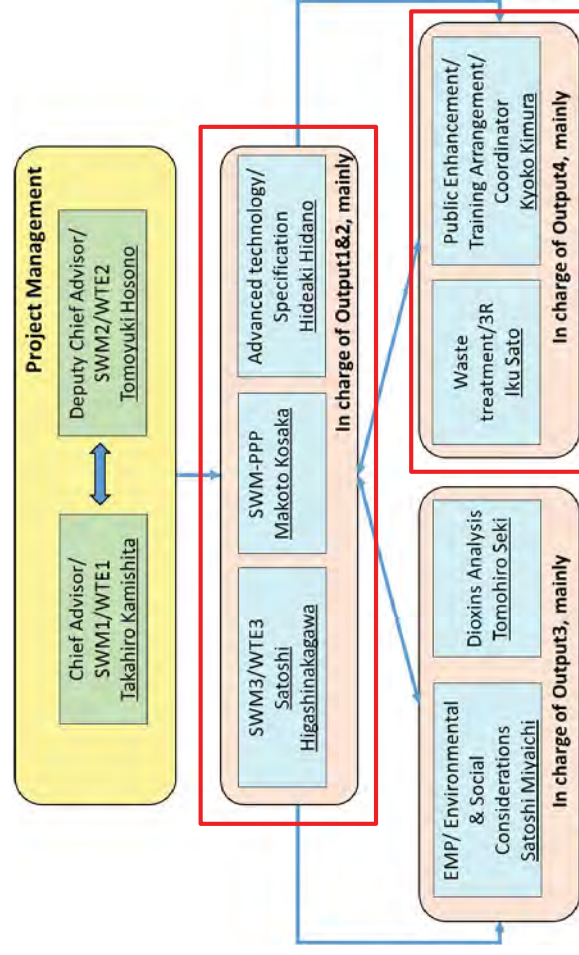 Project Management
Chief Advisor/
SWM1/WTE1
Takahiro Kamishita
Deputy Chief Advisor/
SWM2/WTE2
Tomoyuki Hosono
SWM3/WTE3
Satoshi
Higashinakagawa
SWM-PPP
Makoto Kosaka
Advanced technology/
Specification
Hideaki Hidano
In charge of Output1&2, mainly
EMP/ Environmental
& Social
Considerations
Satoshi Miyaichi
Dioxins Analysis
Tomohiro Seki
In charge of Output3, mainly
Waste
treatment/3R
Iku Sato
Public Enhancement/
Training Arrangement/
Coordinator
Kyoko Kimura
In charge of Output4, mainly